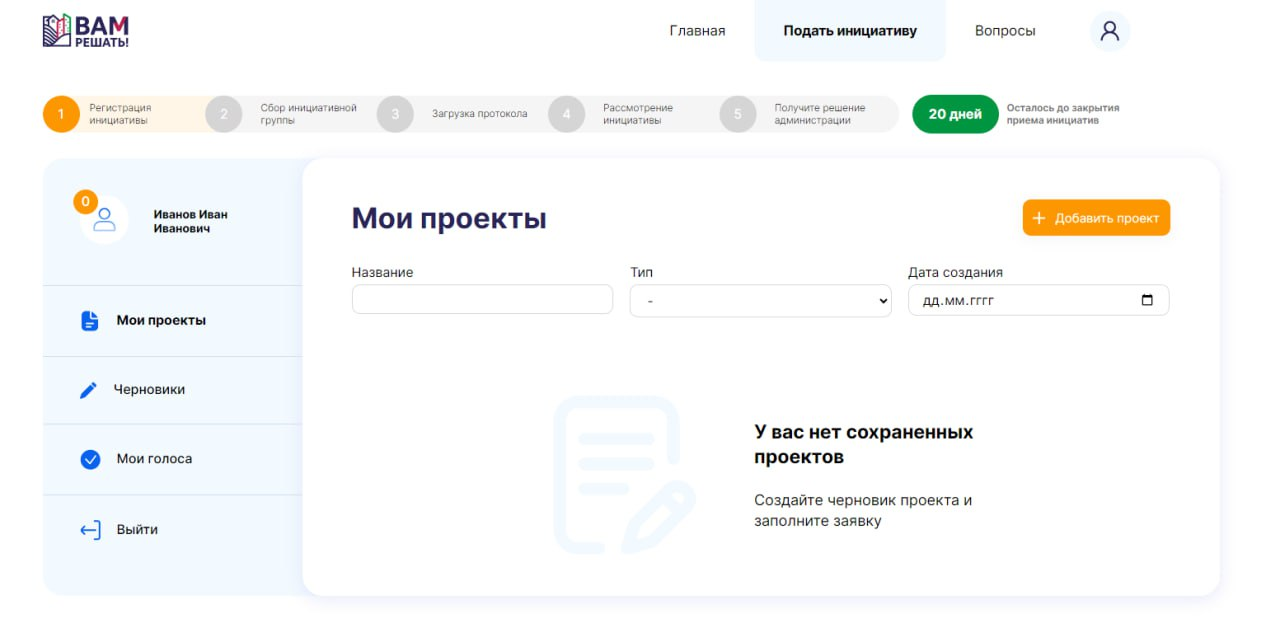 ВАМ
РЕШАТЬ!
Главная
Подать инициативу
Вопросы
1
Регистрация
инициативы
2
Сбор инициативной
группы
3
Загрузка протокола
4
Рассмотрение
инициативы
5
Получите решение
администрации
20 дней
Осталось до закрытия
приема инициатив
0
Иванов Иван
Иванович
Мои проекты
Черновики
Мои голоса
Выйти
Мои проекты
+ Добавить проект
Название
Тип
-
Дата создания
дд.мм.гггг
У вас нет сохраненных
проектов
Создайте черновик проекта и
заполните заявку